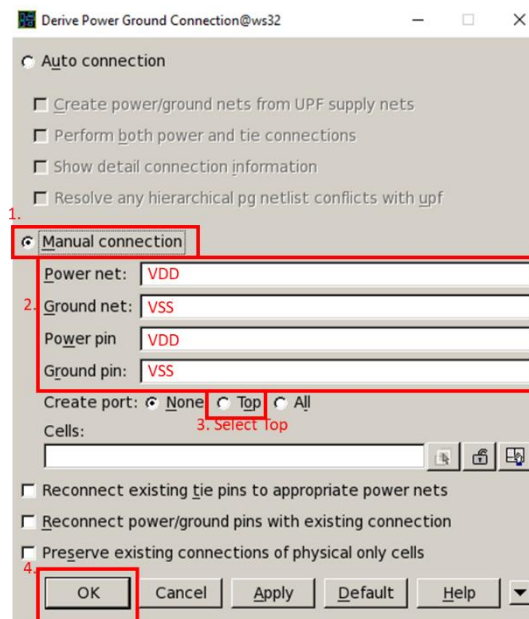 Derive Power Ground Connection@ws32
Auto connection
Create power/ground nets from UPF supply nets
Perform both power and tie connections
Show detail connection information
Resolve any hierarchical pg netlist conflicts with upf
1.
Manual connection
2.
Power net: VDD
Ground net: VSS
Power pin VDD
Ground pin: VSS
Create port: None Top All
3. Select Top
Cells:
Reconnect existing tie pins to appropriate power nets
Reconnect power/ground pins with existing connection
Preserve existing connections of physical only cells
4.
OK Cancel Apply Default Help